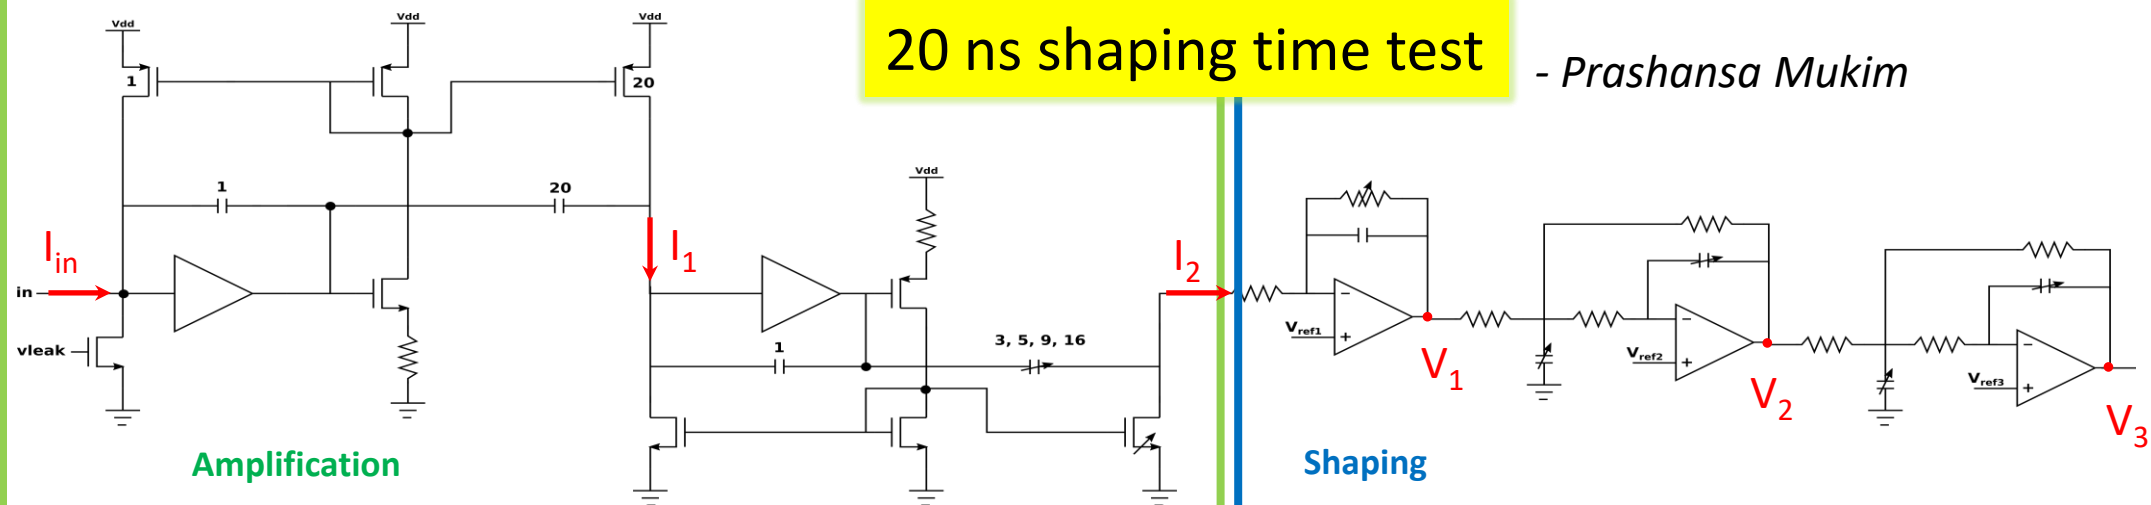 20 ns shaping time test
- Prashansa Mukim
Vdd
Vdd
Vdd
1
20
1
20
Iin
in
vleak
I1
Vdd
1
3, 5, 9, 16
I2
Vref1
V1
Vref2
V2
Vref3
V3
Amplification
Shaping